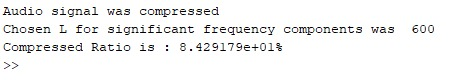 Audio signal was compressed
Chosen L for significant frequency components was  600
Compressed Ratio is : 8.429179e+01%
>>